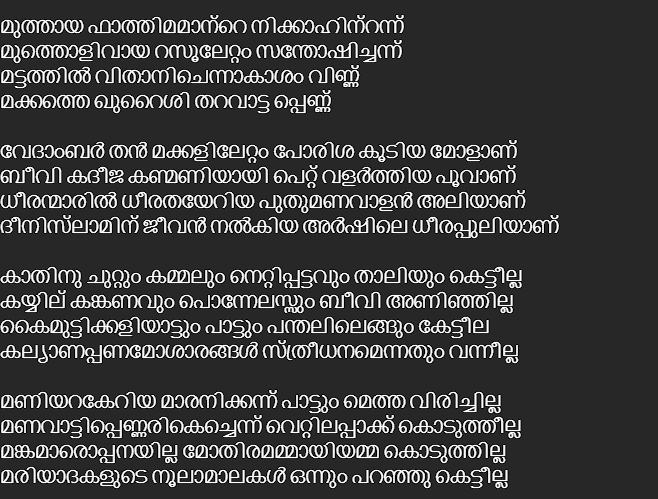 മുത്തായ ഫാത്തിമമാന്റെ നിക്കാഹിന്റന്ന്
മുത്തൊളിവായ റസൂലേറ്റം സന്തോഷിച്ചന്ന്
മട്ടത്തിൽ വിതാനിചെന്നാകാശം വിണ്ണ്
മക്കത്തെ ഖുറൈശി തറവാട്ട പ്പെണ്ണ്
വേദാംബർ തൻ മക്കളിലേറ്റം പോരിശ കൂടിയ മോളാണ്
ബീവി കദീജ കണ്മണിയായി പെറ്റ് വളർത്തിയ പൂവാണ്
ധീരന്മാരിൽ ധീരതയേറിയ പുതുമണവാളൻ അലിയാണ്
ദീനിസ്‌ലാമിന് ജീവൻ നൽകിയ അർഷിലെ ധീരപ്പുലിയാണ്
കാതിനു ചുറ്റും കമ്മലും നെറ്റിപ്പട്ടവും താലിയും കെട്ടീല്ല
കയ്യില് കങ്കണവും പൊന്നേലസ്സും ബീവി അണിഞ്ഞില്ല
കൈമുട്ടിക്കളിയാട്ടും പാട്ടും പന്തലിലെങ്ങും കേട്ടീല
കല്യാണപ്പണമോശാരങ്ങൾ സ്ത്രീധനമെന്നതും വന്നീല്ല
മണിയറകേറിയ മാരനിക്കന്ന് പാട്ടും മെത്ത വിരിച്ചില്ല
മണവാട്ടിപ്പെണ്ണരികെച്ചെന്ന് വെറ്റിലപ്പാക്ക് കൊടുത്തീല്ല
മങ്കമാരൊപ്പനയില്ല മോതിരമമ്മായിയമ്മ കൊടുത്തില്ല
മരിയാദകളുടെ നൂലാമാലകൾ ഒന്നും പറഞ്ഞു കെട്ടീല്ല